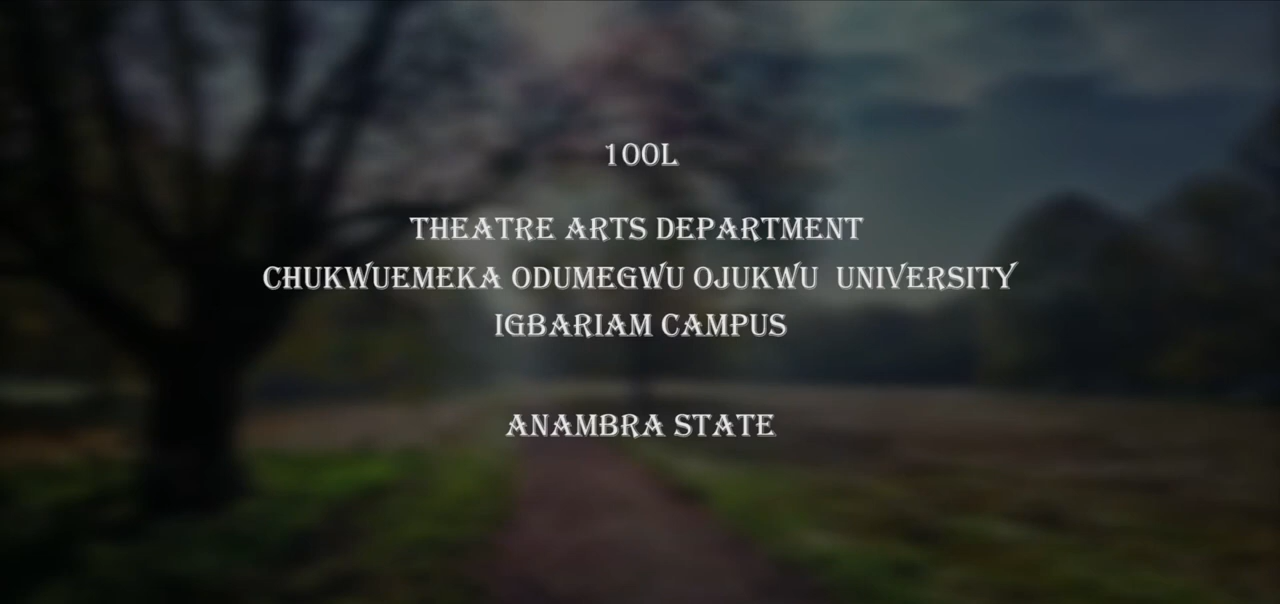 100L
THEATRE ARTS DEPARTMENT
CHUKWUEMEKA ODUMEGWU OJUKWU UNIVERSITY
IGBARIAM CAMPUS
ANAMBRA STATE